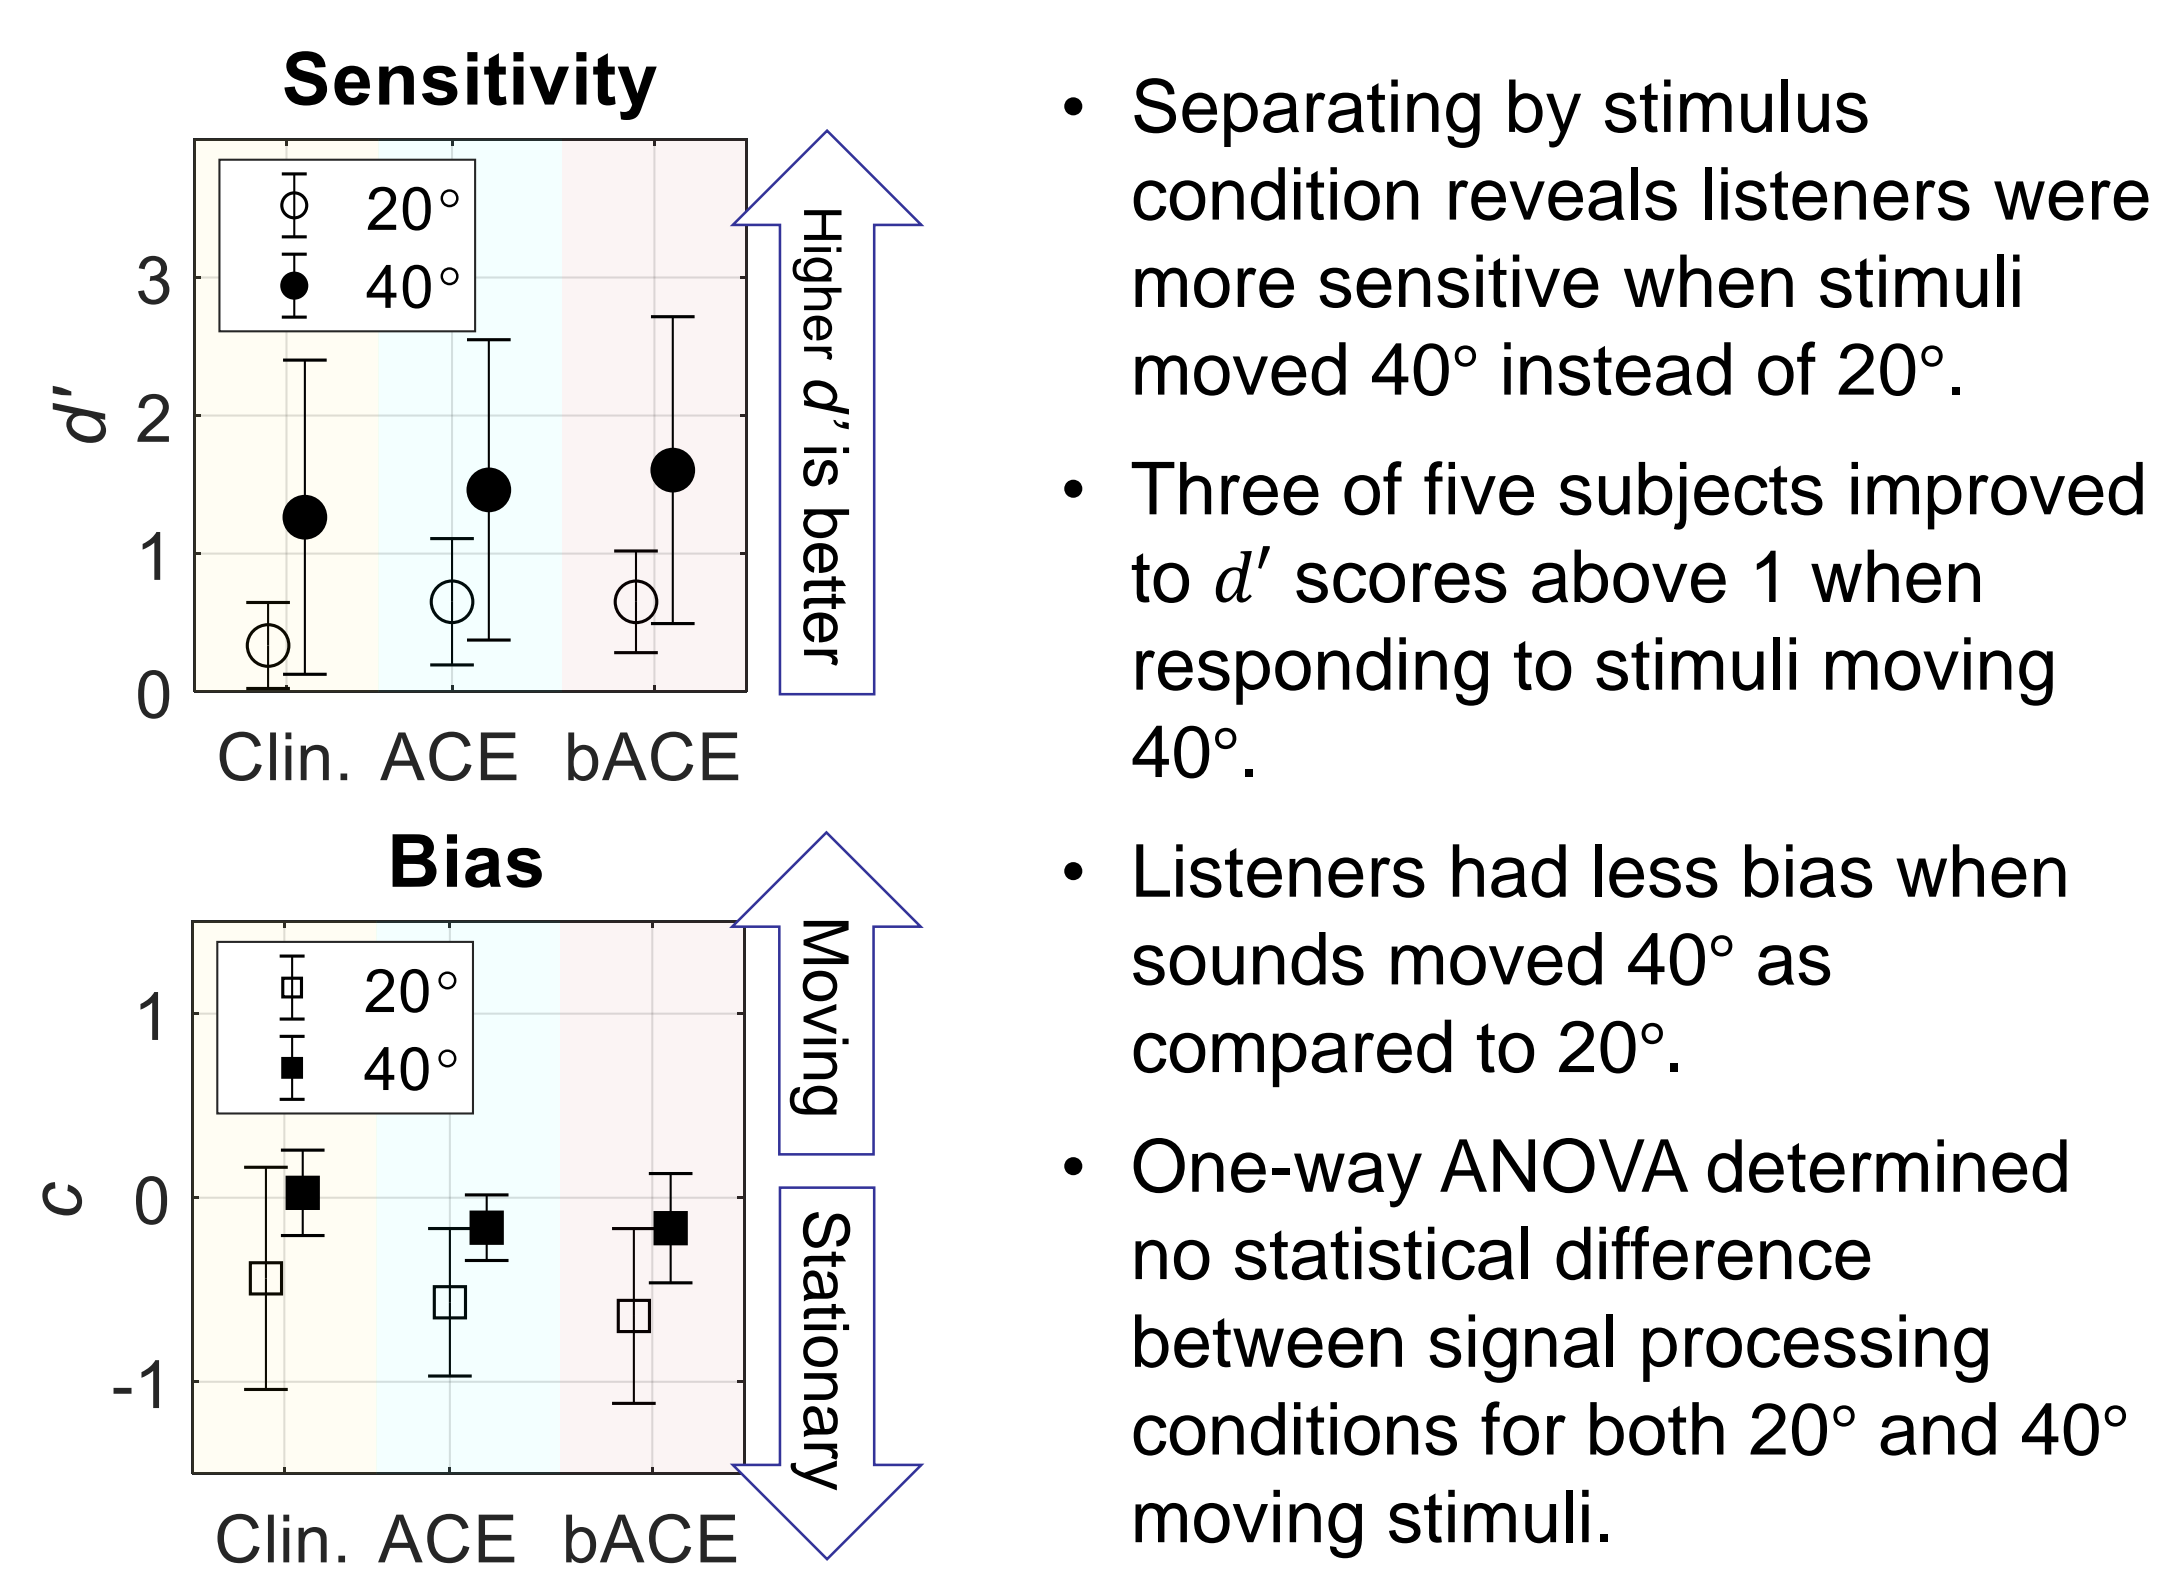 Sensitivity
20°
40°
3
2
1
0
d'
Clin. ACE bACE
Higher d’ is better
Bias
20°
40°
1
0
-1
c
Clin. ACE bACE
Moving
Stationary
• Separating by stimulus
condition reveals listeners were
more sensitive when stimuli
moved 40° instead of 20°.
• Three of five subjects improved
to d′ scores above 1 when
responding to stimuli moving
40°.
• Listeners had less bias when
sounds moved 40° as
compared to 20°.
• One-way ANOVA determined
no statistical difference
between signal processing
conditions for both 20° and 40°
moving stimuli.